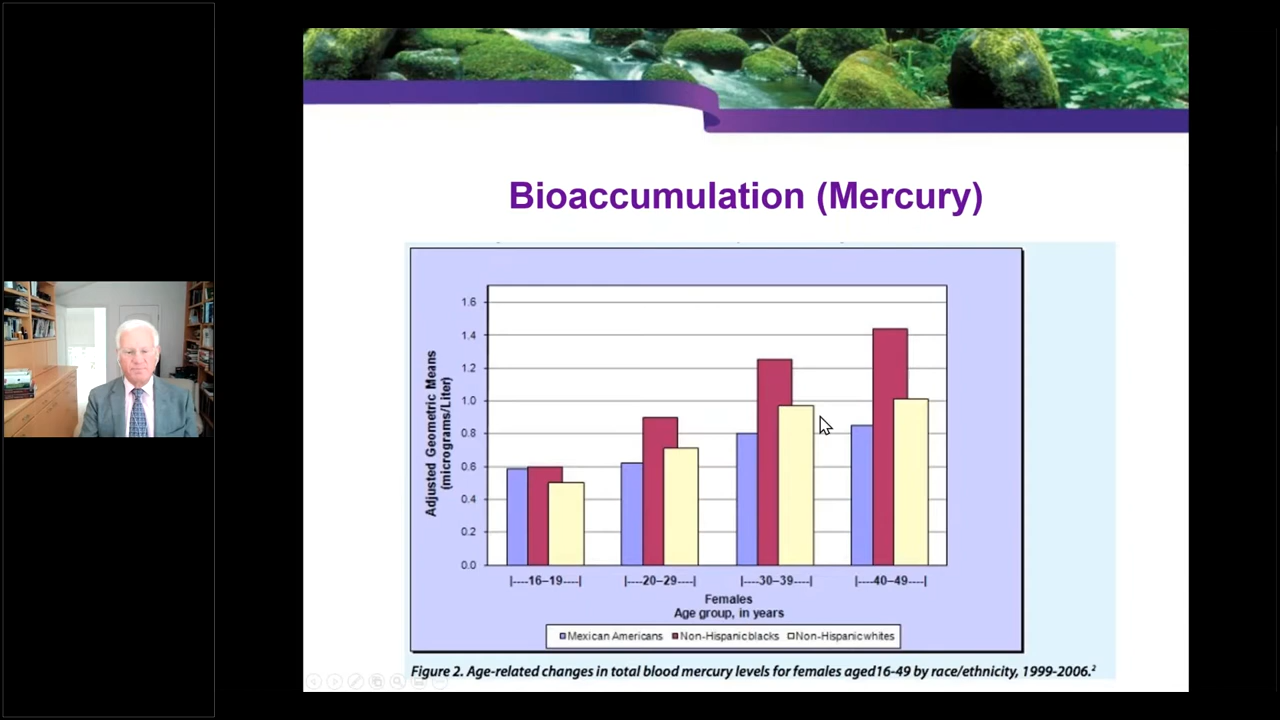 Bioaccumulation (Mercury)
Adjusted Geometric Means
(micrograms/Liter)
1.6
1.4
1.2
1.0
0.8
0.6
0.4
0.2
0.0
|----16–19----| |----20–29----| |----30–39----| |----40–49----|
Females
Age group, in years
Mexican Americans Non-Hispanic blacks Non-Hispanic whites
Figure 2. Age-related changes in total blood mercury levels for females aged16-49 by race/ethnicity, 1999-2006.²